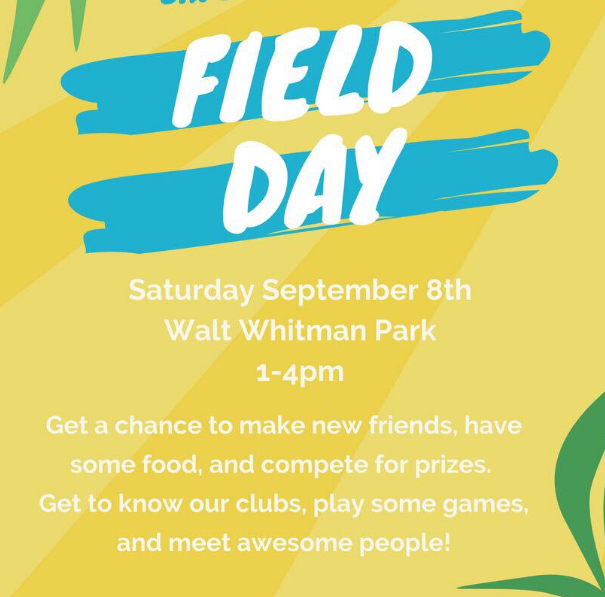 FIELD
DAY
Saturday September 8th
Walt Whitman Park
1-4pm
Get a chance to make new friends, have
some food, and compete for prizes.
Get to know our clubs, play some games,
and meet awesome people!